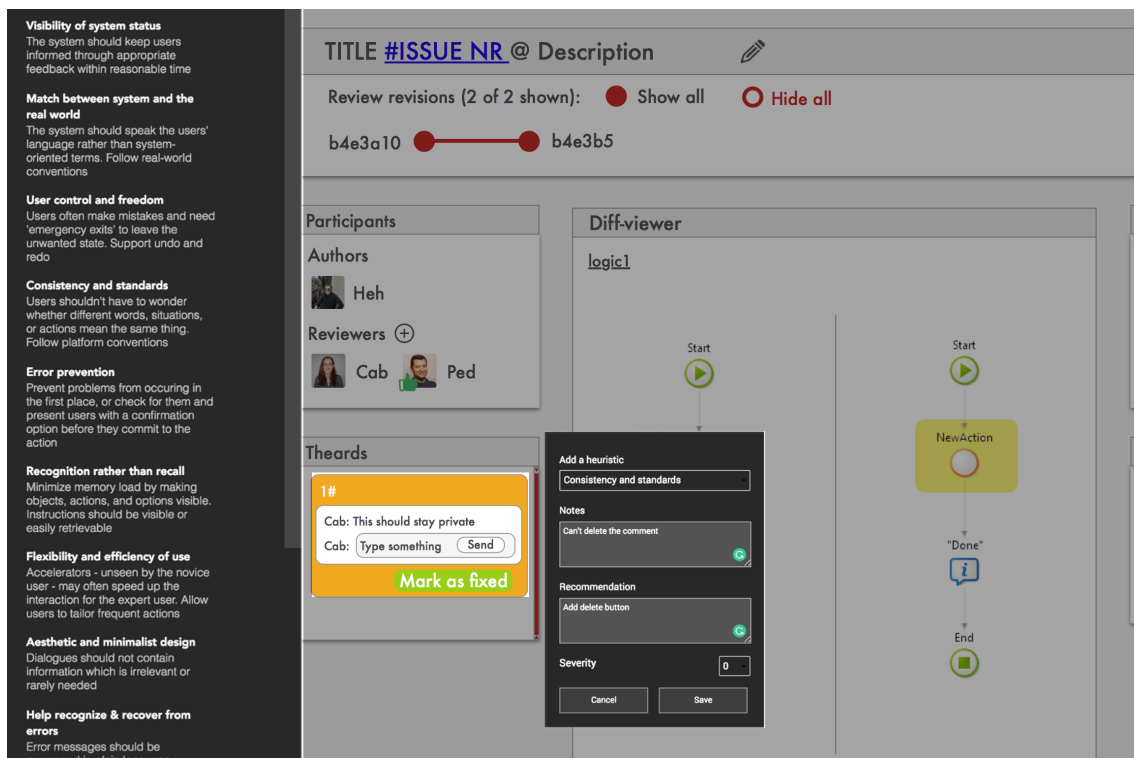 Visibility of system status
The system should keep users
informed through appropriate
feedback within reasonable time
Match between system and the
real world
The system should speak the users'
language rather than system-
oriented terms. Follow real-world
conventions
User control and freedom
Users often make mistakes and need
'emergency exits' to leave the
unwanted state. Support undo and
redo
Consistency and standards
Users shouldn't have to wonder
whether different words, situations,
or actions mean the same thing.
Follow platform conventions
Error prevention
Prevent problems from occuring in
the first place, or check for them and
present users with a confirmation
option before they commit to the
action
Recognition rather than recall
Minimize memory load by making
objects, actions, and options visible.
Instructions should be visible or
easily retrievable
Flexibility and efficiency of use
Accelerators - unseen by the novice
user - may often speed up the
interaction for the expert user. Allow
users to tailor frequent actions
Aesthetic and minimalist design
Dialogues should not contain
information which is irrelevant or
rarely needed
Help recognize & recover from
errors
Error messages should be
TITLE #ISSUE NR @ Description
Review revisions (2 of 2 shown): Show all Hide all
b4e3a10 b4e3b5
Participants
Authors
Heh
Reviewers
Cab Ped
Theards
1#
Cab: This should stay private
Cab: Type something Send
Mark as fixed
Diff-viewer
logic1
Start
Start
NewAction
"Done"
End
Add a heuristic
Consistency and standards
Notes
Can't delete the comment
Recommendation
Add delete button
Severity 0
Cancel Save